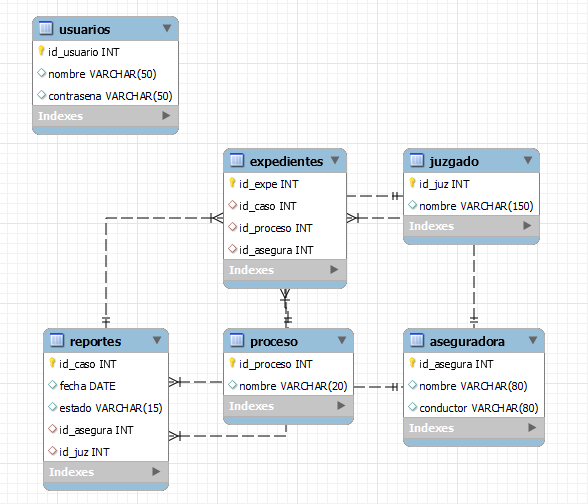 usuarios
id_usuario INT
nombre VARCHAR(50)
contrasena VARCHAR(50)
Indexes
expedientes
id_expe INT
id_caso INT
id_proceso INT
id_asegura INT
Indexes
juzgado
id_juz INT
nombre VARCHAR(150)
Indexes
reportes
id_caso INT
fecha DATE
estado VARCHAR(15)
id_asegura INT
id_juz INT
Indexes
proceso
id_proceso INT
nombre VARCHAR(20)
Indexes
aseguradora
id_asegura INT
nombre VARCHAR(80)
conductor VARCHAR(80)
Indexes